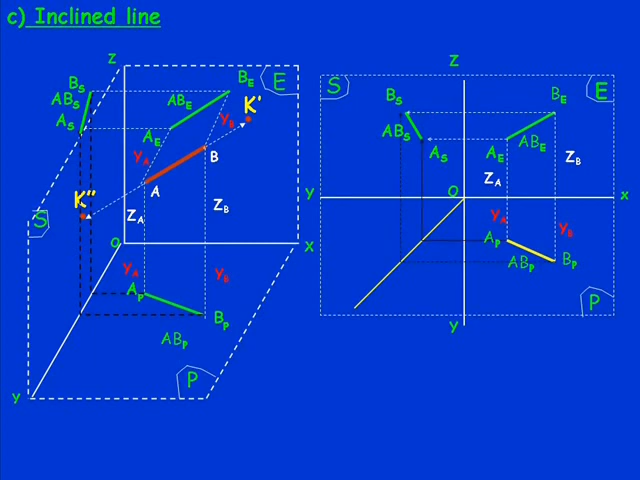 c) Inclined line
Z
B_S
AB_S
A_S
AB_E
B_E
E
K'
Y_B
A_E
Y_A
B
A
K"
S
Z_A
Z_B
O
X
Y_A
Y_B
A_P
B_P
AB_P
P
Y
Z
S
B_S
B_E
E
AB_S
A_S
A_E
AB_E
Z_B
Z_A
Y
O
X
Y_A
Y_B
A_P
AB_P
B_P
P
Y